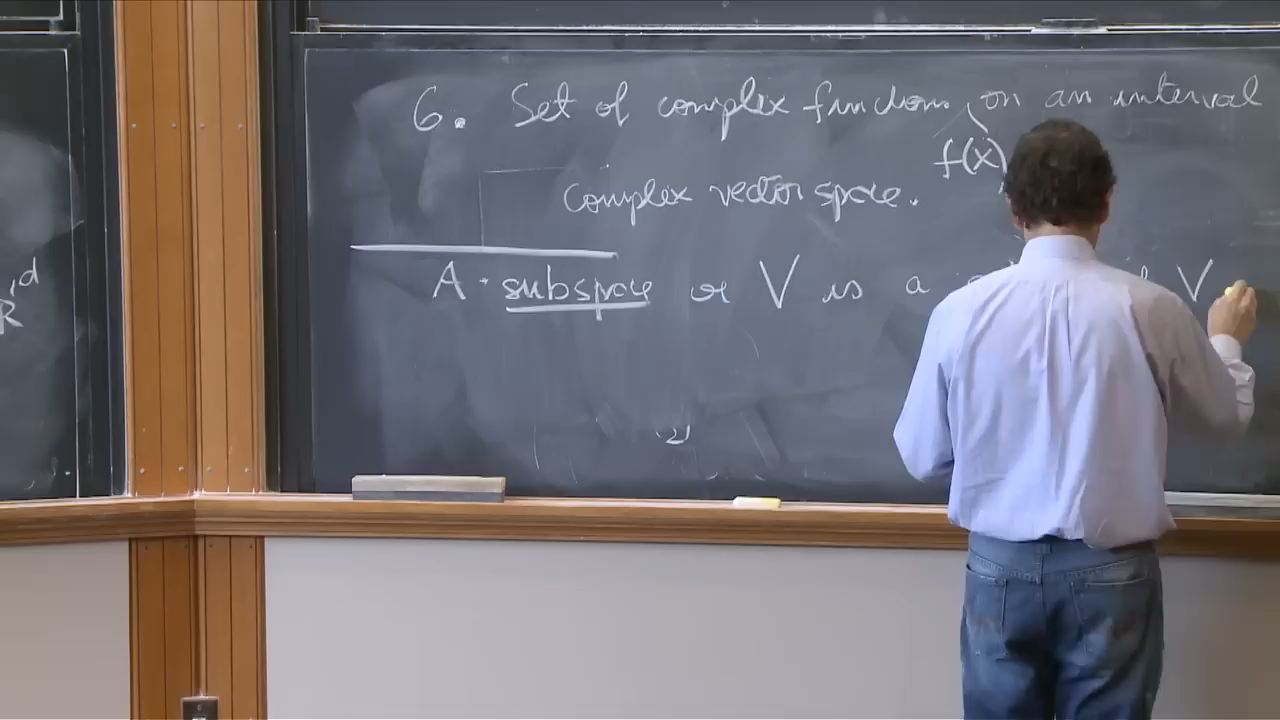 , d
R
6. Set of complex functions on an interval
f(x)
complex vector space.
A subspace of V is a V